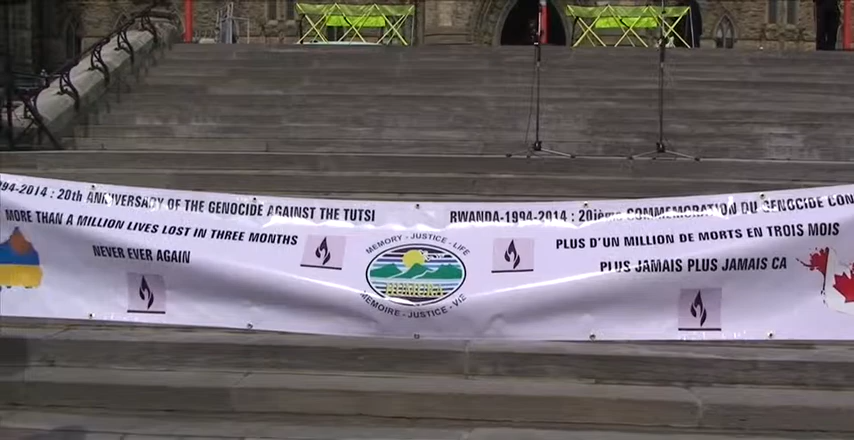 994-2014 : 20th ANNIVERSARY OF THE GENOCIDE AGAINST THE TUTSI
MORE THAN A MILLION LIVES LOST IN THREE MONTHS
NEVER EVER AGAIN
MEMORY - JUSTICE - LIFE
HUMURA
MEMOIRE - JUSTICE - VIE
RWANDA-1994-2014 : 20ième COMMEMORATION DU GENOCIDE CON
PLUS D'UN MILLION DE MORTS EN TROIS MOIS
PLUS JAMAIS PLUS JAMAIS CA